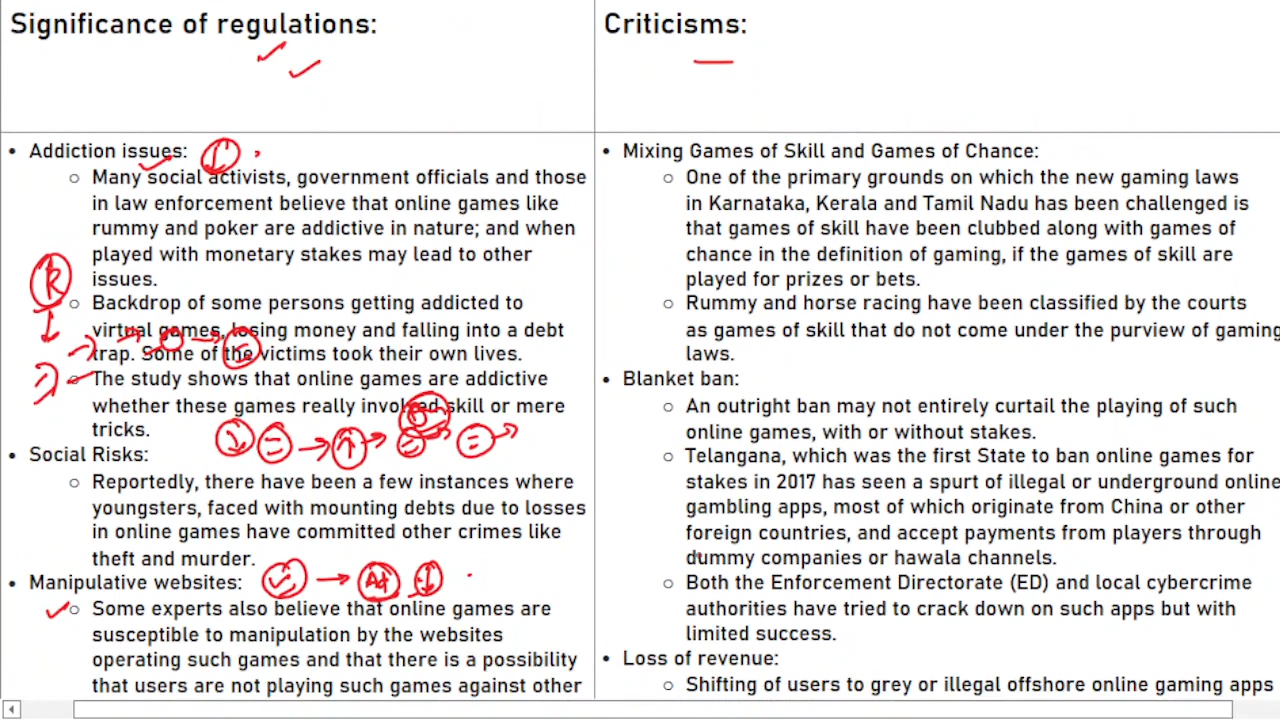 Significance of regulations:
Addiction issues:
Many social activists, government officials and those
in law enforcement believe that online games like
rummy and poker are addictive in nature; and when
played with monetary stakes may lead to other
issues.
Backdrop of some persons getting addicted to
virtual games, losing money and falling into a debt
trap. Some of the victims took their own lives.
The study shows that online games are addictive
whether these games really involved skill or mere
tricks.
Social Risks:
Reportedly, there have been a few instances where
youngsters, faced with mounting debts due to losses
in online games have committed other crimes like
theft and murder.
Manipulative websites:
Some experts also believe that online games are
susceptible to manipulation by the websites
operating such games and that there is a possibility
that users are not playing such games against other
Criticisms:
Mixing Games of Skill and Games of Chance:
One of the primary grounds on which the new gaming laws
in Karnataka, Kerala and Tamil Nadu has been challenged is
that games of skill have been clubbed along with games of
chance in the definition of gaming, if the games of skill are
played for prizes or bets.
Rummy and horse racing have been classified by the courts
as games of skill that do not come under the purview of gaming
laws.
Blanket ban:
An outright ban may not entirely curtail the playing of such
online games, with or without stakes.
Telangana, which was the first State to ban online games for
stakes in 2017 has seen a spurt of illegal or underground online
gambling apps, most of which originate from China or other
foreign countries, and accept payments from players through
dummy companies or hawala channels.
Both the Enforcement Directorate (ED) and local cybercrime
authorities have tried to crack down on such apps but with
limited success.
Loss of revenue:
Shifting of users to grey or illegal offshore online gaming apps